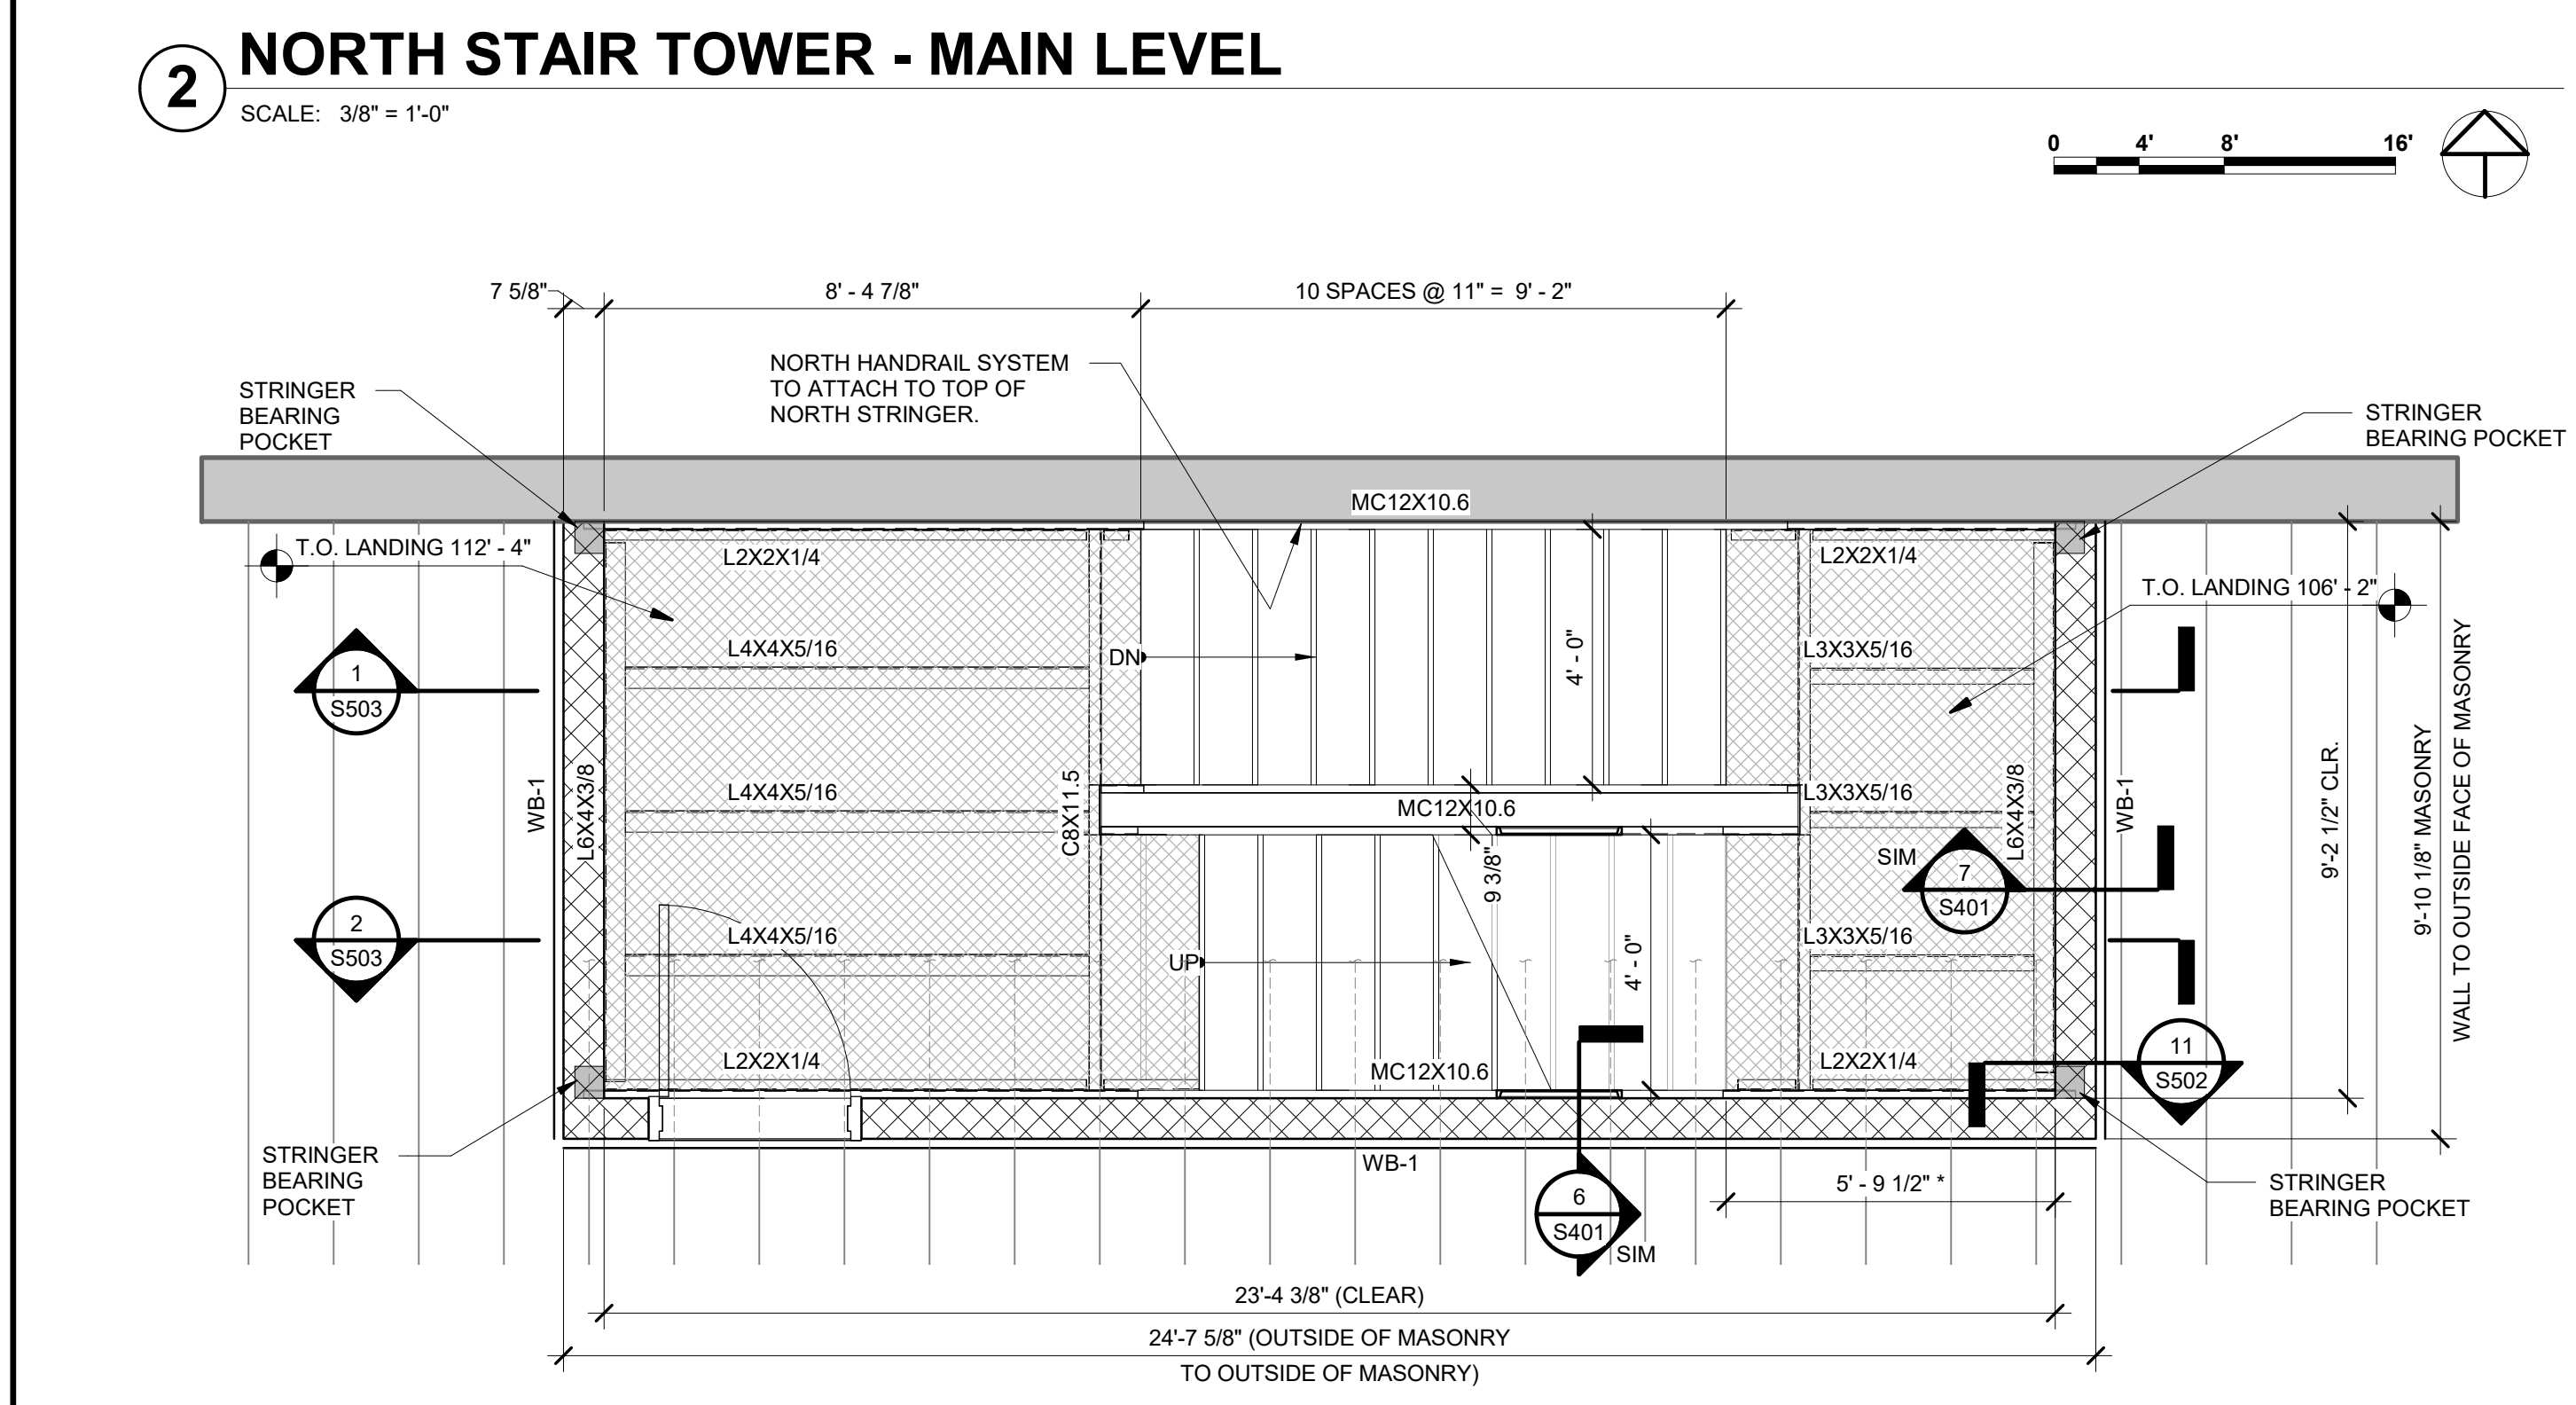 2
NORTH STAIR TOWER - MAIN LEVEL
SCALE: 3/8" = 1'-0"
0 4' 8' 16'
7 5/8"
8' - 4 7/8"
10 SPACES @ 11" = 9' - 2"
NORTH HANDRAIL SYSTEM
TO ATTACH TO TOP OF
NORTH STRINGER.
STRINGER
BEARING
POCKET
STRINGER
BEARING POCKET
MC12X10.6
T.O. LANDING 112' - 4"
L2X2X1/4
L2X2X1/4
T.O. LANDING 106' - 2"
L4X4X5/16
DN
4' - 0"
L3X3X5/16
1
S503
WB-1
L6X4X3/8
L4X4X5/16
C8X11.5
MC12X10.6
L3X3X5/16
L6X4X3/8
WB-1
9'-2 1/2" CLR.
9'-10 1/8" MASONRY
WALL TO OUTSIDE FACE OF MASONRY
9 3/8"
SIM
7
S401
2
S503
L4X4X5/16
UP
4' - 0"
L3X3X5/16
L2X2X1/4
MC12X10.6
L2X2X1/4
11
S502
STRINGER
BEARING
POCKET
WB-1
6
S401
SIM
5' - 9 1/2" *
STRINGER
BEARING POCKET
23'-4 3/8" (CLEAR)
24'-7 5/8" (OUTSIDE OF MASONRY
TO OUTSIDE OF MASONRY)